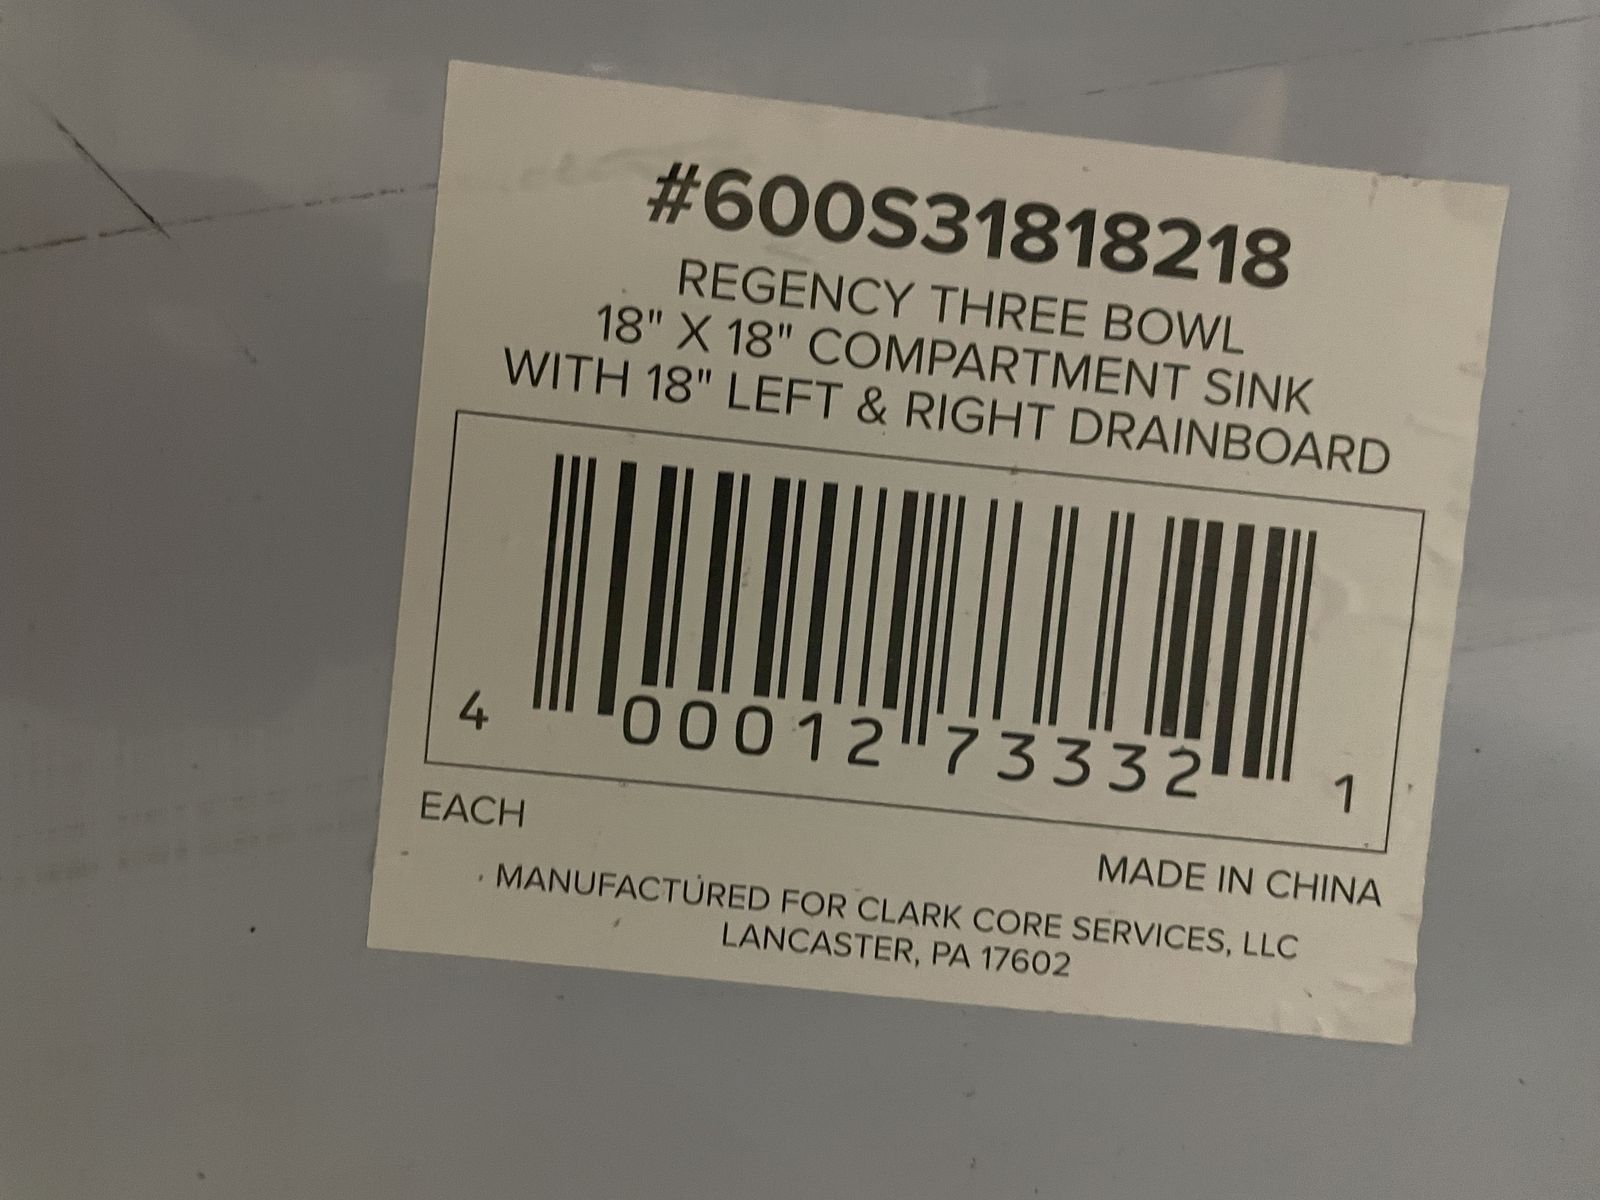 #600S31818218
REGENCY THREE BOWL
18" X 18" COMPARTMENT SINK
WITH 18" LEFT & RIGHT DRAINBOARD
4 00012 73332 1
EACH
MADE IN CHINA
MANUFACTURED FOR CLARK CORE SERVICES, LLC
LANCASTER, PA 17602